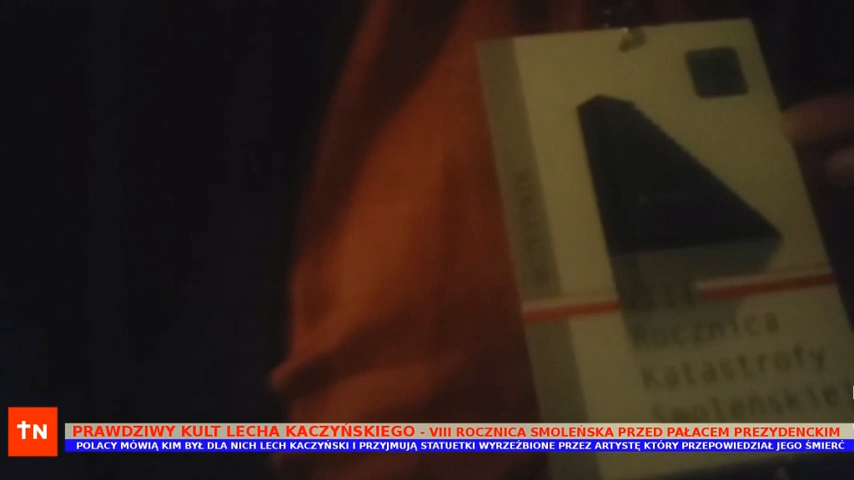 VIII
Rocznica
Katastrofy
Smoleńskiej
TN
PRAWDZIWY KULT LECHA KACZYŃSKIEGO - VIII ROCZNICA SMOLEŃSKA PRZED PAŁACEM PREZYDENCKIM
POLACY MÓWIĄ KIM BYŁ DLA NICH LECH KACZYŃSKI I PRZYJMUJĄ STATUETKI WYRZEŹBIONE PRZEZ ARTYSTĘ KTÓRY PRZEPOWIEDZIAŁ JEGO ŚMIERĆ